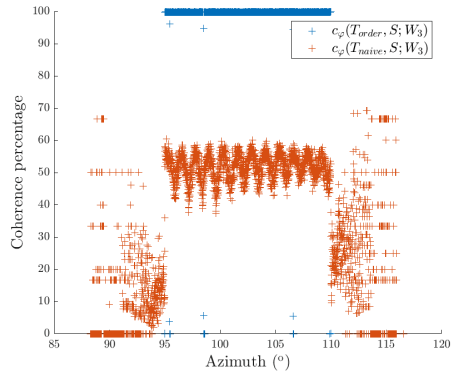 100
90
80
70
60
50
40
30
20
10
0
Coherence percentage
c_φ(T_order, S; W_3)
c_φ(T_naive, S; W_3)
85 90 95 100 105 110 115 120
Azimuth (°)